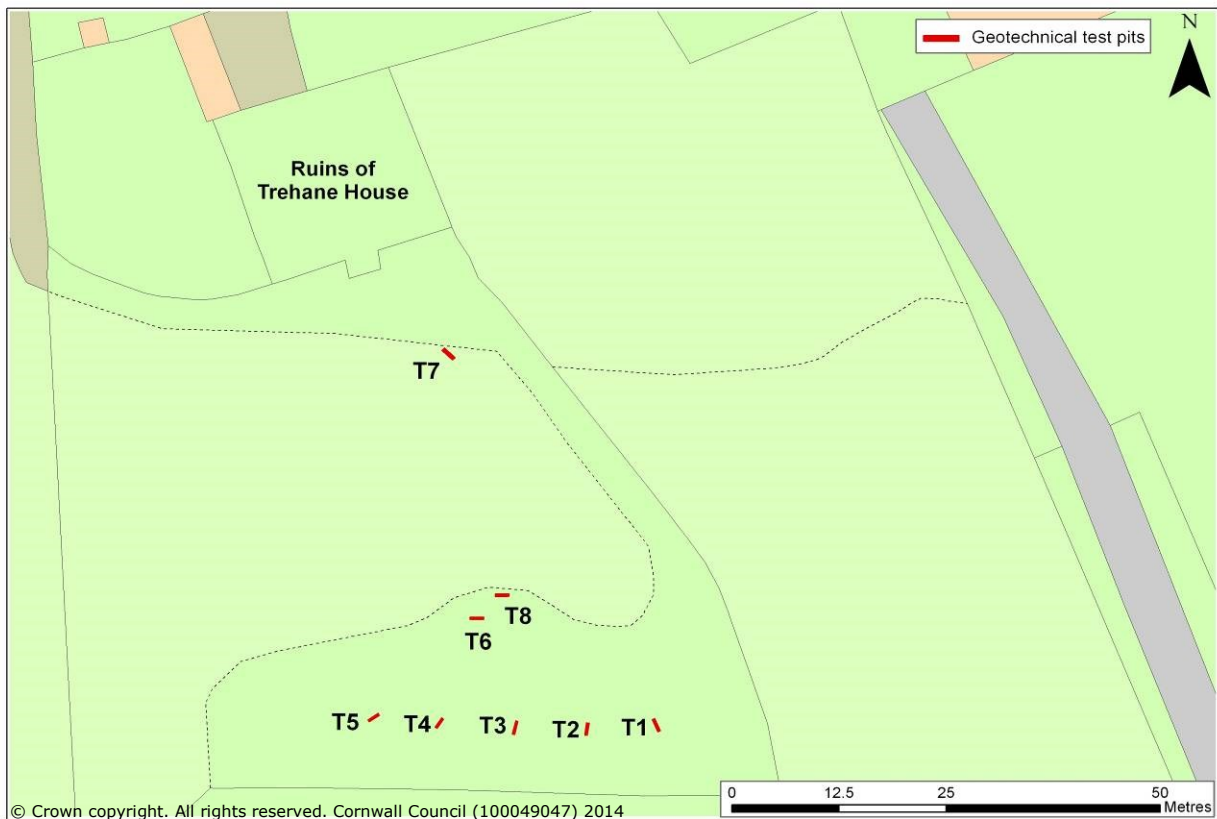 Geotechnical test pits
N
Ruins of
Trehane House
T7
T8
T6
T5
T4
T3
T2
T1
0
12.5
25
50
Metres
© Crown copyright. All rights reserved. Cornwall Council (100049047) 2014